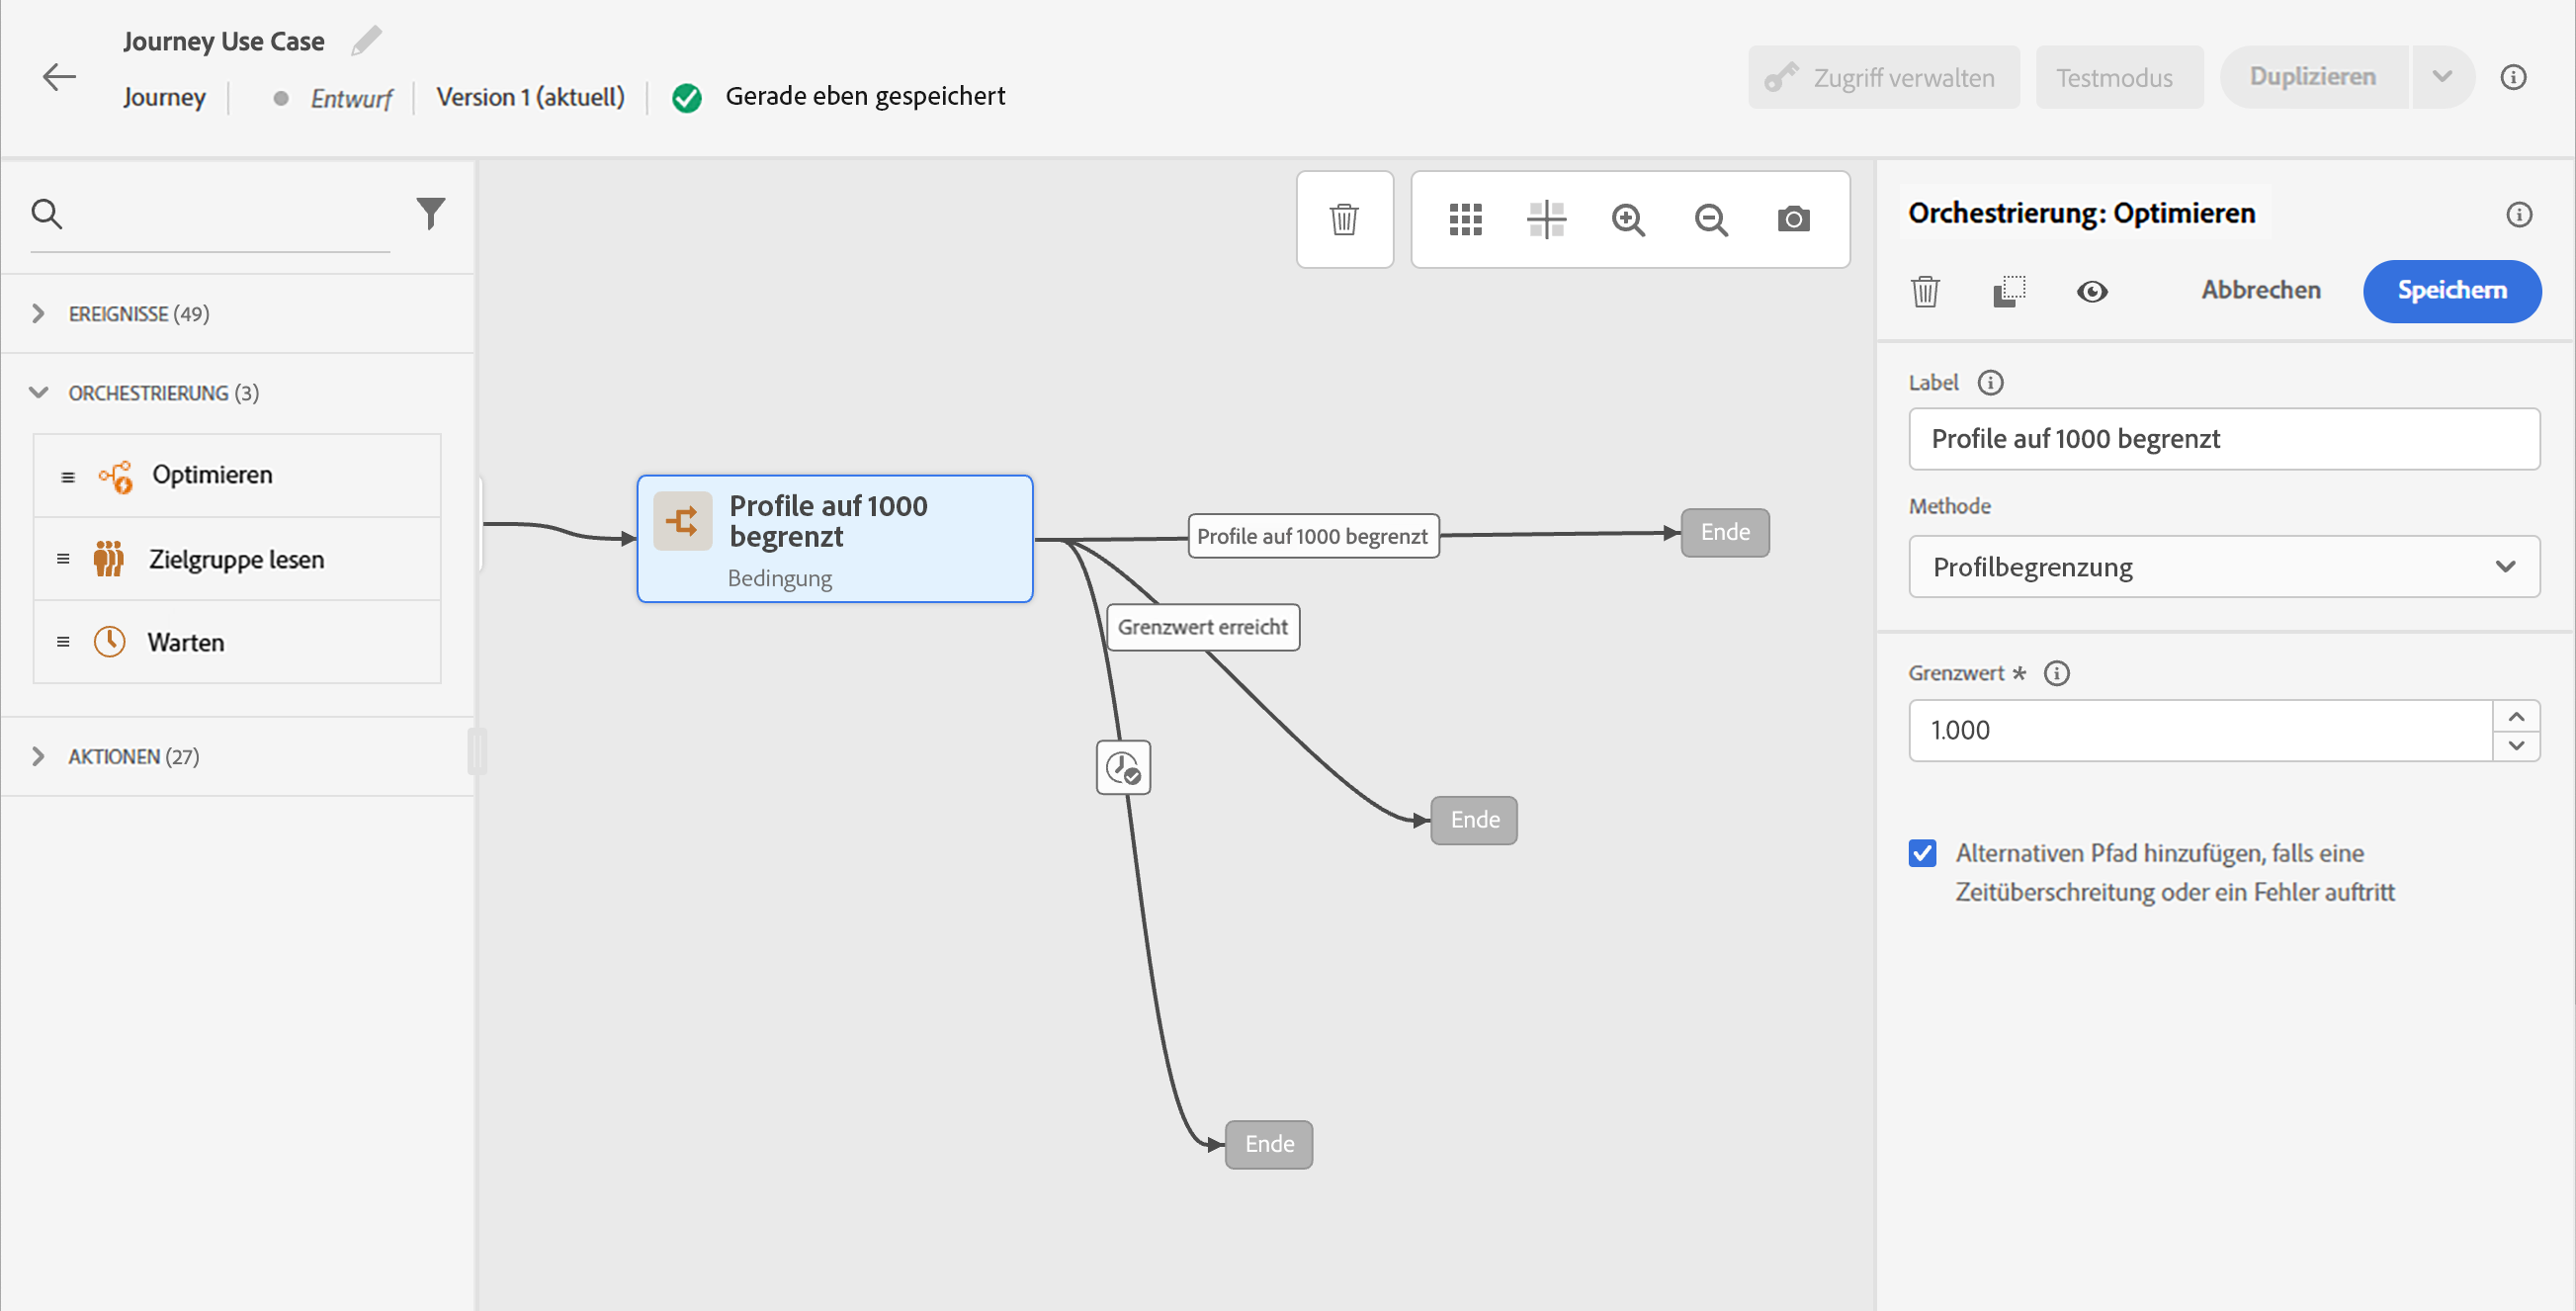 Journey Use Case
Journey
Entwurf
Version 1 (aktuell)
Gerade eben gespeichert
Zugriff verwalten
Testmodus
Duplizieren
EREIGNISSE (49)
ORCHESTRIERUNG (3)
Optimieren
Zielgruppe lesen
Warten
AKTIONEN (27)
Profile auf 1000
begrenzt
Bedingung
Profile auf 1000 begrenzt
Ende
Grenzwert erreicht
Ende
Ende
Orchestrierung: Optimieren
Abbrechen
Speichern
Label
Profile auf 1000 begrenzt
Methode
Profilbegrenzung
Grenzwert *
1.000
Alternativen Pfad hinzufügen, falls eine
Zeitüberschreitung oder ein Fehler auftritt